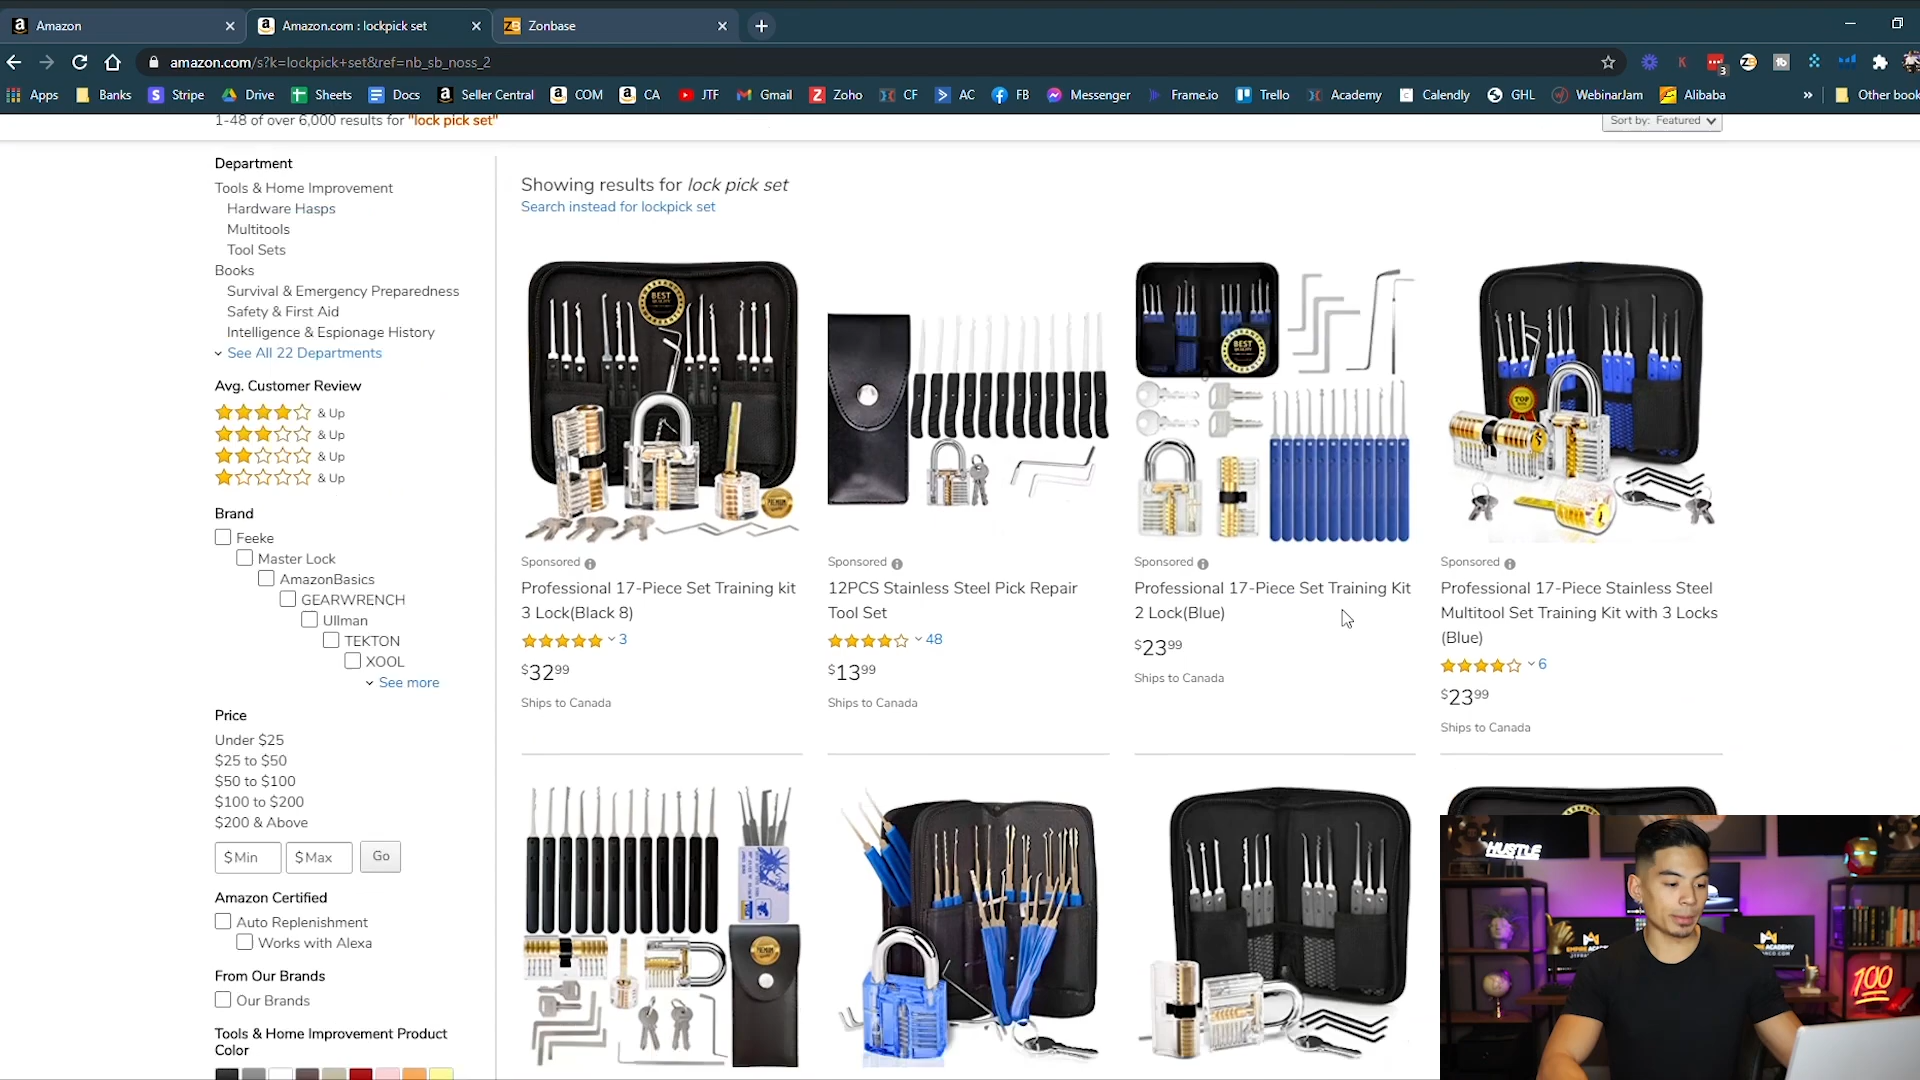 Amazon
Amazon.com : lockpick set
Zonbase
amazon.com/s?k=lockpick+set&ref=nb_sb_noss_2
3
Apps
Banks
Stripe
Drive
Sheets
Docs
Seller Central
COM
CA
JTF
Gmail
Zoho
CF
AC
FB
Messenger
Frame.io
Trello
Academy
Calendly
GHL
WebinarJam
Alibaba
»
Other book
1-48 of over 6,000 results for "lock pick set"
Sort by: Featured
Department
Tools & Home Improvement
Hardware Hasps
Multitools
Tool Sets
Books
Survival & Emergency Preparedness
Safety & First Aid
Intelligence & Espionage History
See All 22 Departments
Avg. Customer Review
& Up
& Up
& Up
& Up
Brand
Feeke
Master Lock
AmazonBasics
GEARWRENCH
Ullman
TEKTON
XOOL
See more
Price
Under $25
$25 to $50
$50 to $100
$100 to $200
$200 & Above
$ Min
$ Max
Go
Amazon Certified
Auto Replenishment
Works with Alexa
From Our Brands
Our Brands
Tools & Home Improvement Product
Color
Showing results for lock pick set
Search instead for lockpick set
BEST
Sponsored
Professional 17-Piece Set Training kit
3 Lock(Black 8)
3
$32.99
Ships to Canada
Sponsored
12PCS Stainless Steel Pick Repair
Tool Set
48
$13.99
Ships to Canada
BEST
Sponsored
Professional 17-Piece Set Training Kit
2 Lock(Blue)
$23.99
Ships to Canada
TOP
Sponsored
Professional 17-Piece Stainless Steel
Multitool Set Training Kit with 3 Locks
(Blue)
6
$23.99
Ships to Canada
PREMIUM
HUSTLE
EMPIRE ACADEMY
100